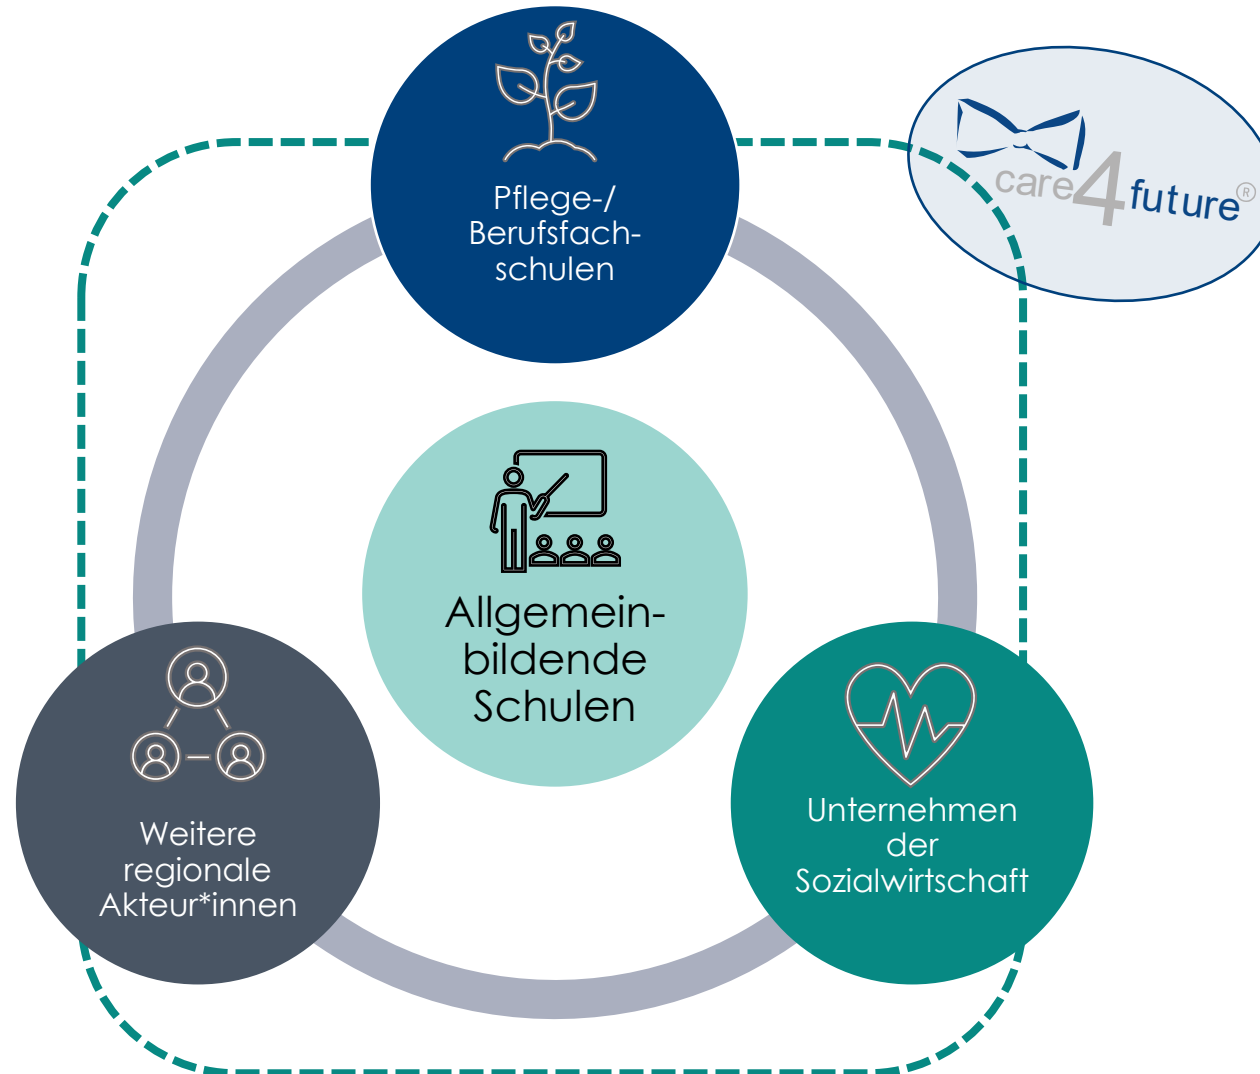 Pflege-/
Berufsfach-
schulen
care4future®
Allgemein-
bildende
Schulen
Weitere
regionale
Akteur*innen
Unternehmen
der
Sozialwirtschaft